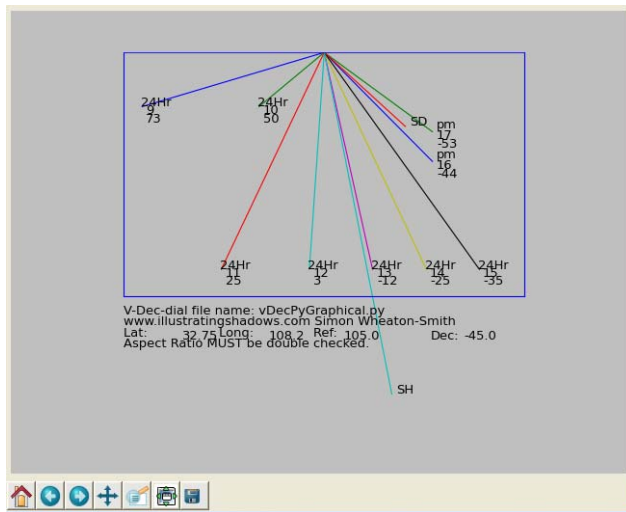 24Hr
9
73
24Hr
10
50
SD
pm
17
-53
pm
16
-44
24Hr
11
25
24Hr
12
3
24Hr
13
-12
24Hr
14
-25
24Hr
15
-35
V-Dec-dial file name: vDecPyGraphical.py
www.illustratingshadows.com Simon Wheaton-Smith
Lat: 32.75 Long: 108.2 Ref: 105.0 Dec: -45.0
Aspect Ratio MUST be double checked.
SH